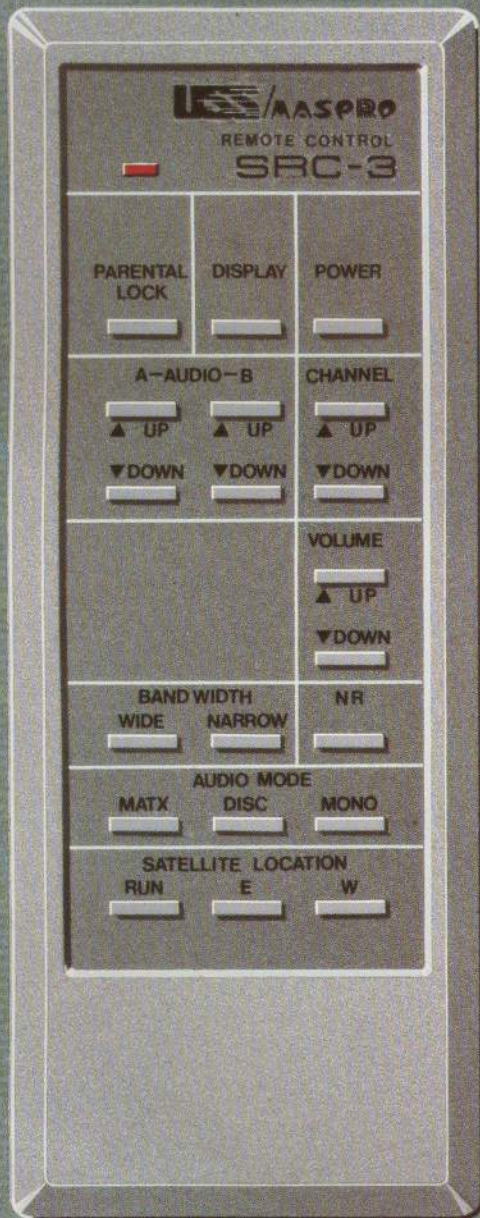 USS/MASPRO
REMOTE CONTROL
SRC-3
PARENTAL LOCK
DISPLAY
POWER
A-AUDIO-B
CHANNEL
▲ UP ▲ UP ▲ UP
▼DOWN ▼DOWN ▼DOWN
VOLUME
▲ UP
▼DOWN
BAND WIDTH
WIDE NARROW
NR
AUDIO MODE
MATX DISC MONO
SATELLITE LOCATION
RUN E W